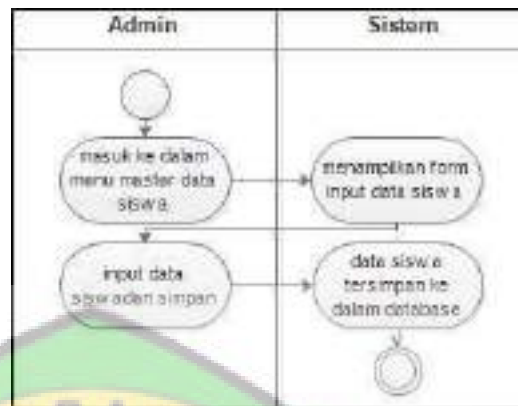 Admin
Sistem
masuk ke dalam
menu master data
siswa
menampilkan form
input data siswa
input data
siswa dan simpan
data siswa
tersimpan ke
dalam database